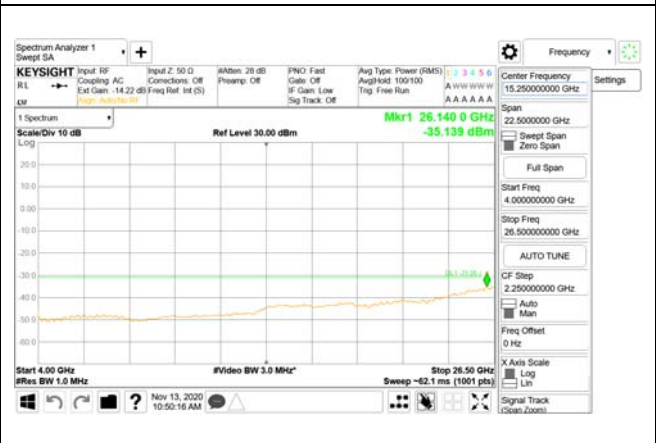 Spectrum Analyzer 1
Swept SA
Frequency
KEYSIGHT
RL
Input: RF
Coupling: AC
Ext Gain: -14.22 dB
Align: Auto/No RF
Input Z: 50 Ω
Corrections: Off
Freq Ref: Int (S)
#Atten: 28 dB
Preamp: Off
PNO: Fast
Gate: Off
IF Gain: Low
Sig Track: Off
Avg Type: Power (RMS)
Avg|Hold: 100/100
Trig: Free Run
1 2 3 4 5 6
A W W W W W
A A A A A A
1 Spectrum
Scale/Div 10 dB
Log
Ref Level 30.00 dBm
Mkr1 26.140 0 GHz
-35.139 dBm
20.0
10.0
0.00
-10.0
-20.0
-30.0
-40.0
-50.0
-60.0
Start 4.00 GHz
#Res BW 1.0 MHz
#Video BW 3.0 MHz*
Stop 26.50 GHz
Sweep ~62.1 ms (1001 pts)
Nov 13, 2020
10:50:16 AM
Center Frequency
15.250000000 GHz
Settings
Span
22.5000000 GHz
Swept Span
Zero Span
Full Span
Start Freq
4.000000000 GHz
Stop Freq
26.500000000 GHz
AUTO TUNE
CF Step
2.250000000 GHz
Auto
Man
Freq Offset
0 Hz
X Axis Scale
Log
Lin
Signal Track
(Span Zoom)